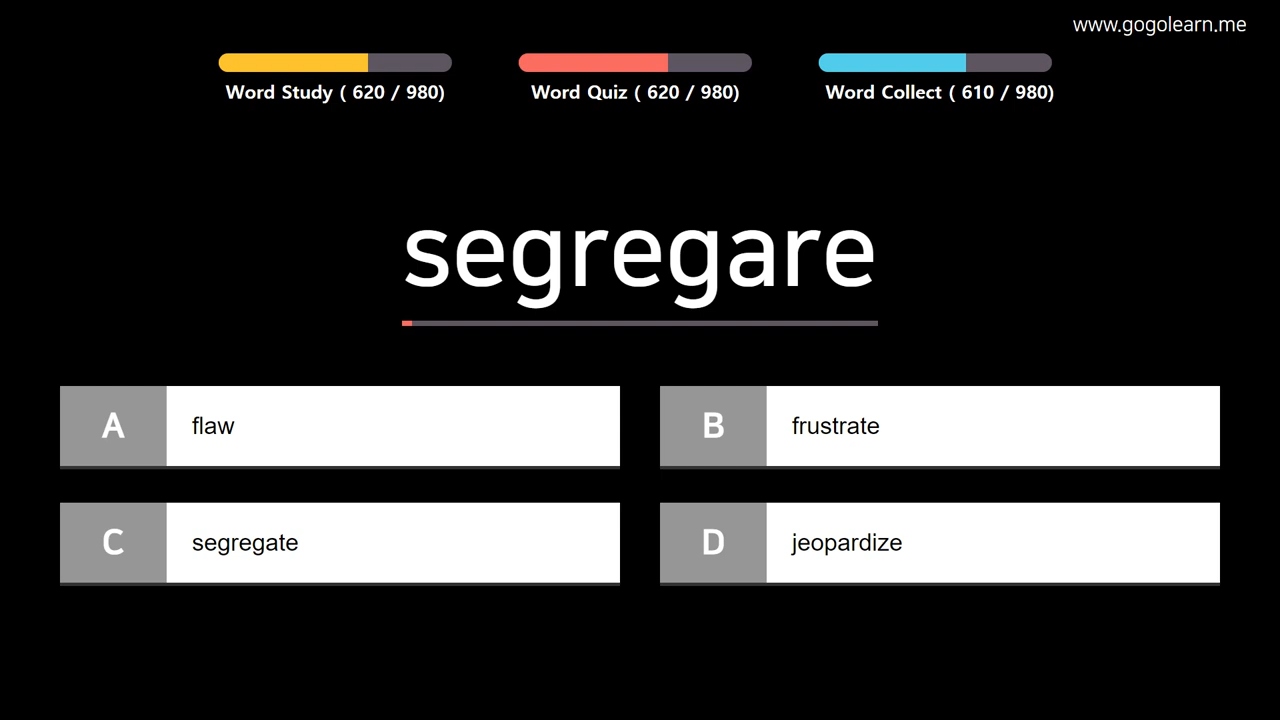 www.gogolearn.me
Word Study ( 620 / 980)
Word Quiz ( 620 / 980)
Word Collect ( 610 / 980)
segregare
A flaw
B frustrate
C segregate
D jeopardize